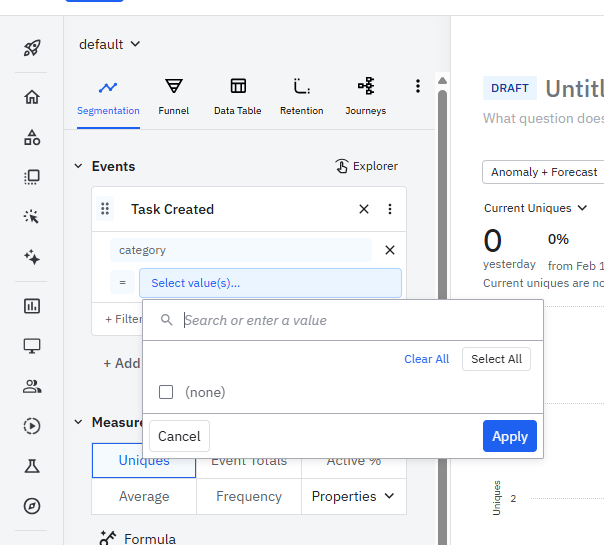 default
Segmentation
Funnel
Data Table
Retention
Journeys
Events
Explorer
Task Created
category
=
Select value(s)...
+ Filter
Search or enter a value
Clear All
Select All
(none)
+ Add
Cancel
Apply
Measure
Uniques
Event Totals
Active %
Average
Frequency
Properties
Formula
DRAFT
What question does
Anomaly + Forecast
Current Uniques
0
0%
yesterday
from Feb 1
Current uniques are no
Uniques
2